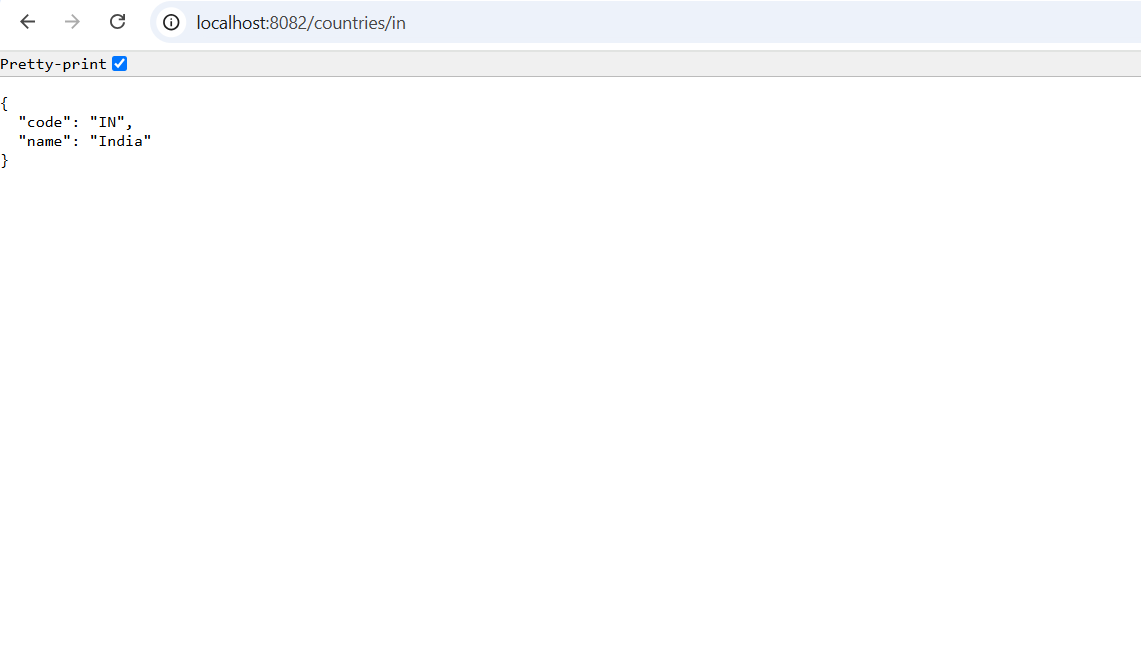 localhost:8082/countries/in
Pretty-print
{
  "code": "IN",
  "name": "India"
}